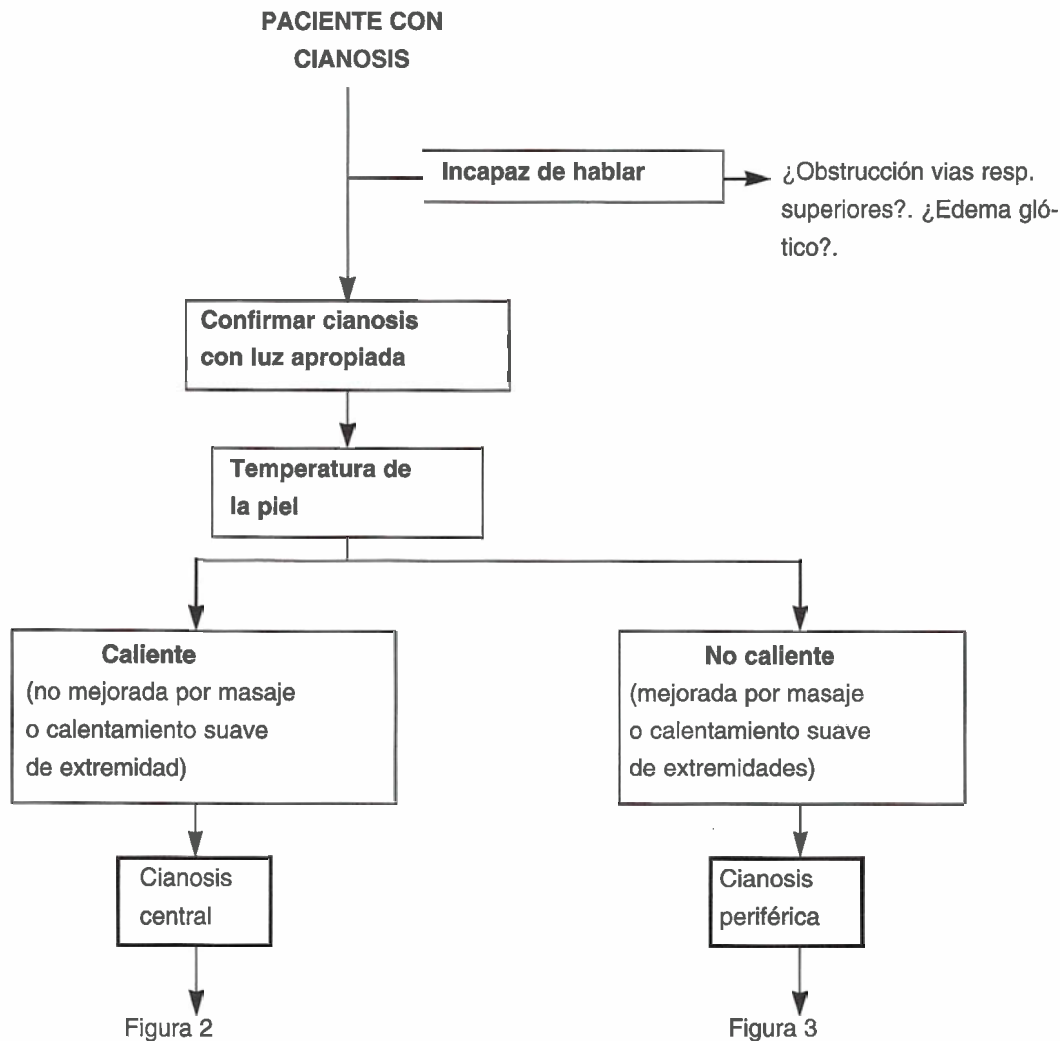 PACIENTE CON
CIANOSIS
Incapaz de hablar
¿Obstrucción vias resp.
superiores?. ¿Edema gló-
tico?.
Confirmar cianosis
con luz apropiada
Temperatura de
la piel
Caliente
(no mejorada por masaje
o calentamiento suave
de extremidad)
No caliente
(mejorada por masaje
o calentamiento suave
de extremidades)
Cianosis
central
Cianosis
periférica
Figura 2
Figura 3